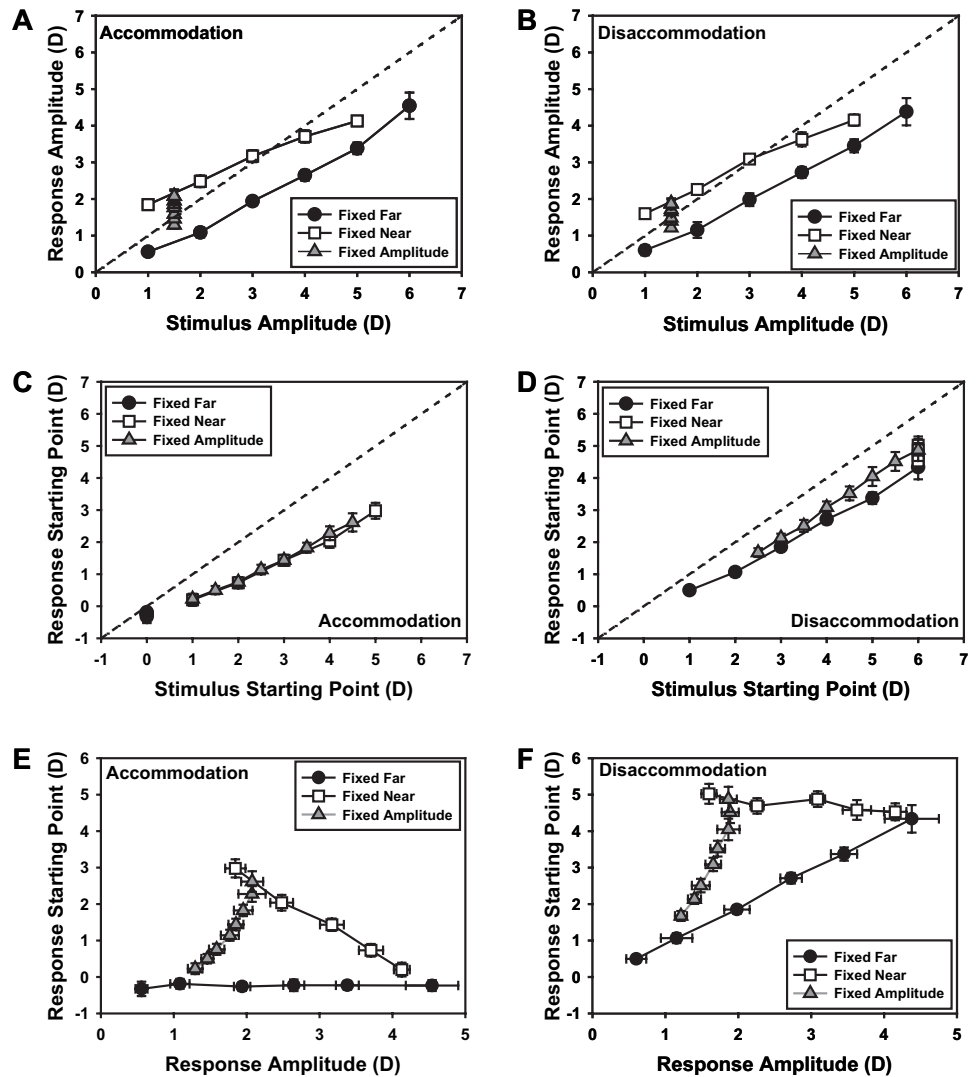 A
Accommodation
Response Amplitude (D)
7
6
5
4
3
2
1
0
Fixed Far
Fixed Near
Fixed Amplitude
0 1 2 3 4 5 6 7
Stimulus Amplitude (D)
B
Disaccommodation
Response Amplitude (D)
7
6
5
4
3
2
1
0
Fixed Far
Fixed Near
Fixed Amplitude
0 1 2 3 4 5 6 7
Stimulus Amplitude (D)
C
Response Starting Point (D)
7
6
5
4
3
2
1
0
-1
Fixed Far
Fixed Near
Fixed Amplitude
Accommodation
-1 0 1 2 3 4 5 6 7
Stimulus Starting Point (D)
D
Response Starting Point (D)
7
6
5
4
3
2
1
0
-1
Fixed Far
Fixed Near
Fixed Amplitude
Disaccommodation
-1 0 1 2 3 4 5 6 7
Stimulus Starting Point (D)
E
Accommodation
Response Starting Point (D)
6
5
4
3
2
1
0
-1
Fixed Far
Fixed Near
Fixed Amplitude
0 1 2 3 4 5
Response Amplitude (D)
F
Disaccommodation
Response Starting Point (D)
6
5
4
3
2
1
0
-1
Fixed Far
Fixed Near
Fixed Amplitude
0 1 2 3 4 5
Response Amplitude (D)